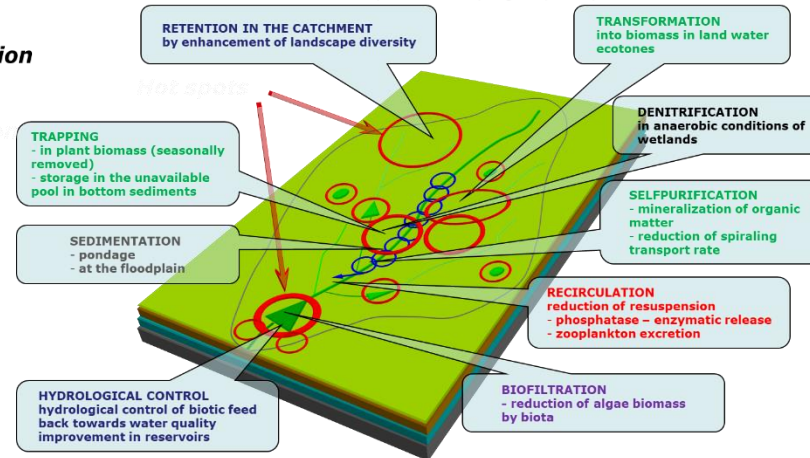 RETENTION IN THE CATCHMENT
by enhancement of landscape diversity
TRANSFORMATION
into biomass in land water
ecotones
Hot spots
DENITRIFICATION
in anaerobic conditions of
wetlands
TRAPPING
- in plant biomass (seasonally
removed)
- storage in the unavailable
pool in bottom sediments
SELFPURIFICATION
- mineralization of organic
matter
- reduction of spiraling
transport rate
SEDIMENTATION
- pondage
- at the floodplain
RECIRCULATION
reduction of resuspension
- phosphatase – enzymatic release
- zooplankton excretion
HYDROLOGICAL CONTROL
hydrological control of biotic feed
back towards water quality
improvement in reservoirs
BIOFILTRATION
- reduction of algae biomass
by biota